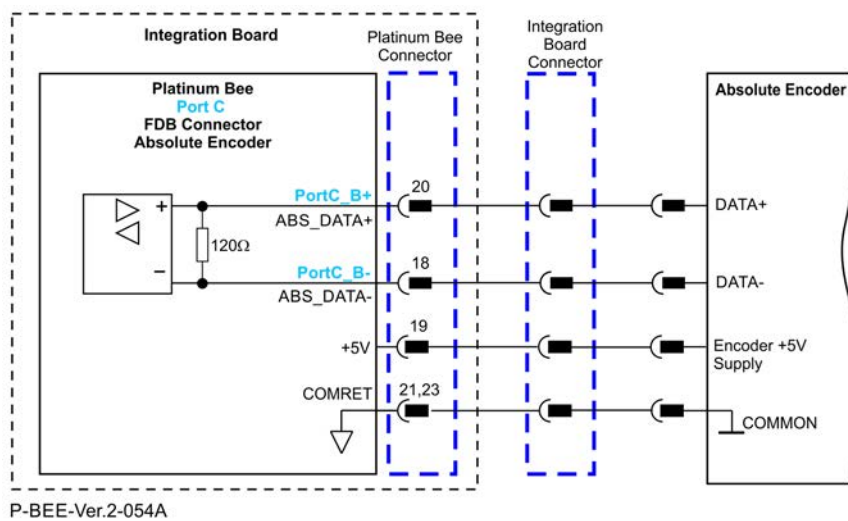 Integration Board
Platinum Bee
Connector
Integration
Board
Connector
Platinum Bee
Port C
FDB Connector
Absolute Encoder
Absolute Encoder
+
−
120Ω
PortC_B+
ABS_DATA+
20
DATA+
PortC_B-
ABS_DATA-
18
DATA-
+5V
19
Encoder +5V
Supply
COMRET
21,23
COMMON
P-BEE-Ver.2-054A